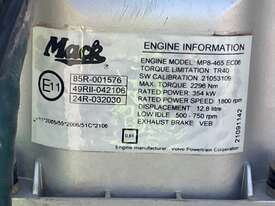 Mack
ENGINE INFORMATION
ENGINE MODEL: MP8-465 EC06
TORQUE LIMITATION: TR40
SW CALIBRATION: 21053106
MAX TORQUE: 2296 Nm
RATED POWER: 354 kW
RATED POWER SPEED: 1800 rpm
DISPLACEMENT: 12.8 litre
LOW IDLE: 500 - 750 rpm
EXHAUST BRAKE: VEB
E11
85R-001576
49RII-042106
24R-032030
Engine manufacturer: Volvo Powertrain Corporation
21091142